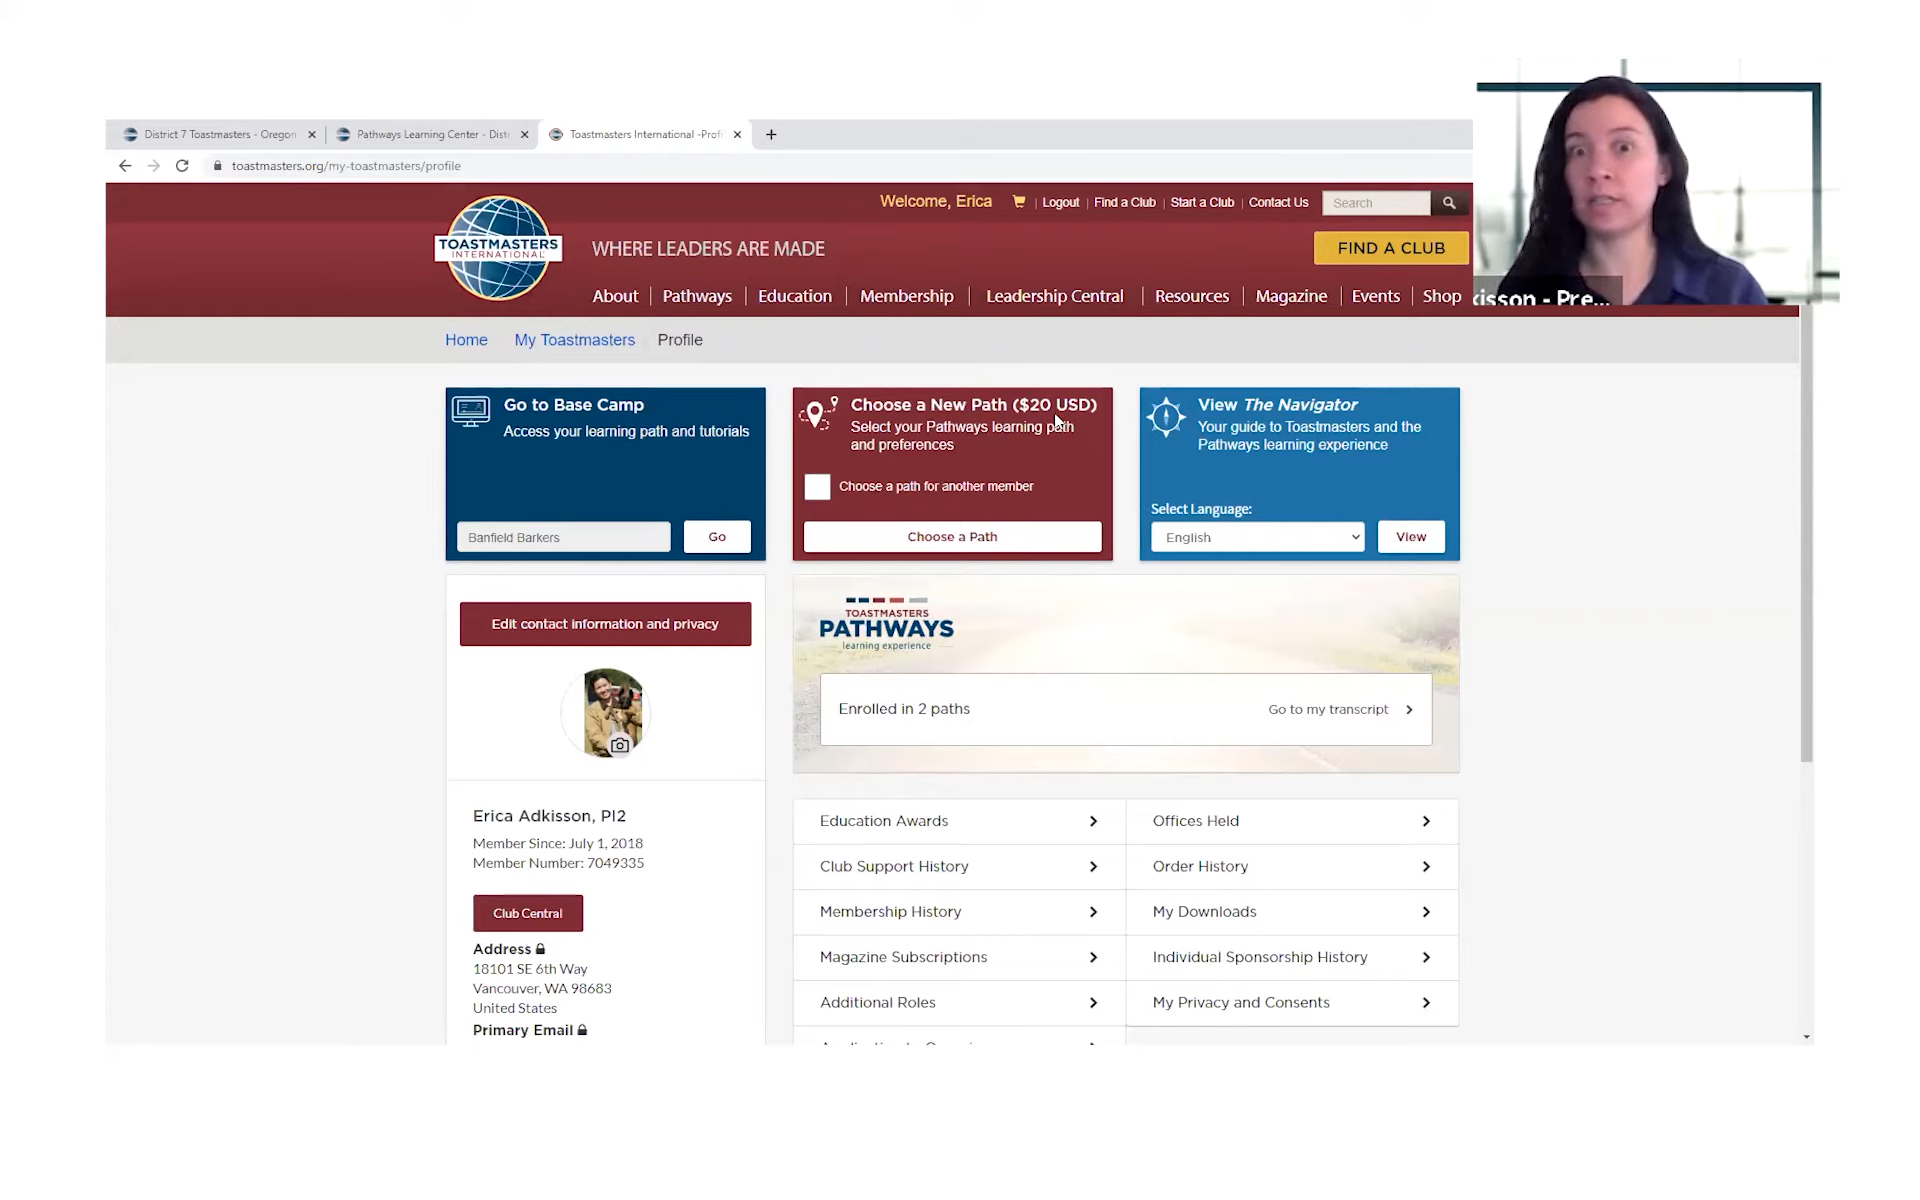 District 7 Toastmasters - Oregon
Pathways Learning Center - Dist
Toastmasters International -Prof
toastmasters.org/my-toastmasters/profile
Welcome, Erica
Logout
Find a Club
Start a Club
Contact Us
Search
TOASTMASTERS
INTERNATIONAL
WHERE LEADERS ARE MADE
FIND A CLUB
About
Pathways
Education
Membership
Leadership Central
Resources
Magazine
Events
Shop
kisson - Pre...
Home
My Toastmasters
Profile
Go to Base Camp
Access your learning path and tutorials
Banfield Barkers
Go
Choose a New Path ($20 USD)
Select your Pathways learning path
and preferences
Choose a path for another member
Choose a Path
View The Navigator
Your guide to Toastmasters and the
Pathways learning experience
Select Language:
English
View
Edit contact information and privacy
Erica Adkisson, PI2
Member Since: July 1, 2018
Member Number: 7049335
Club Central
Address
18101 SE 6th Way
Vancouver, WA 98683
United States
Primary Email
TOASTMASTERS
PATHWAYS
learning experience
Enrolled in 2 paths
Go to my transcript
Education Awards
Offices Held
Club Support History
Order History
Membership History
My Downloads
Magazine Subscriptions
Individual Sponsorship History
Additional Roles
My Privacy and Consents